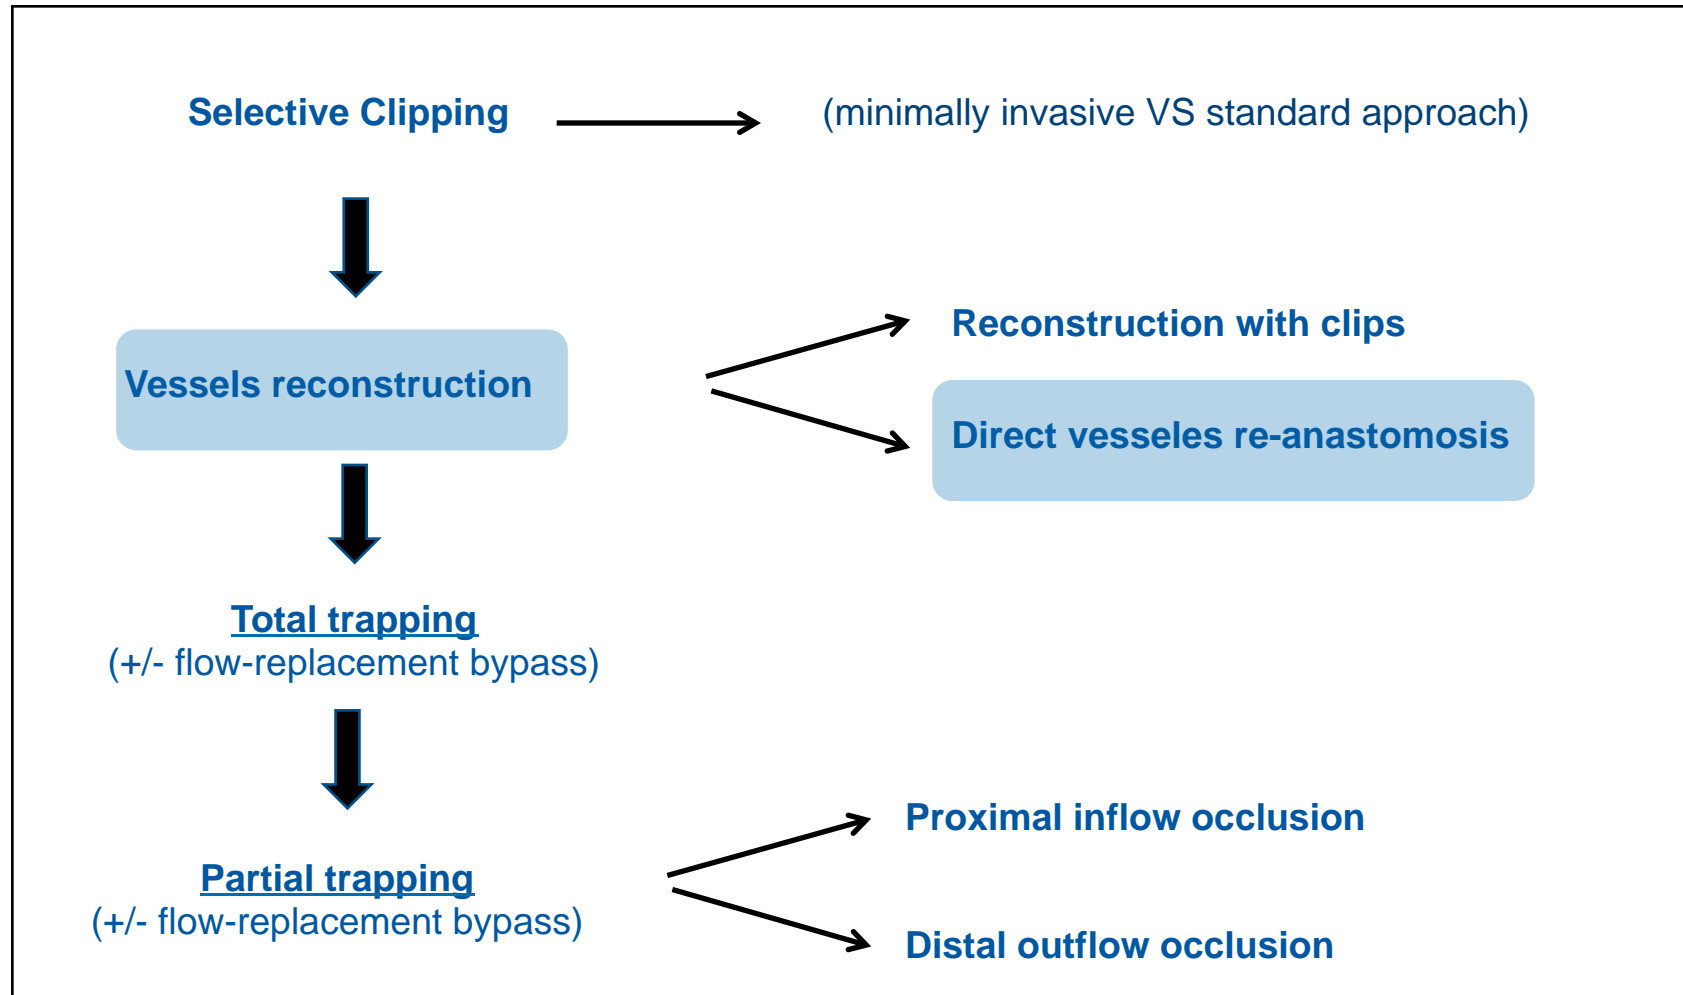 Selective Clipping
(minimally invasive VS standard approach)
Vessels reconstruction
Reconstruction with clips
Direct vesseles re-anastomosis
Total trapping
(+/- flow-replacement bypass)
Partial trapping
(+/- flow-replacement bypass)
Proximal inflow occlusion
Distal outflow occlusion